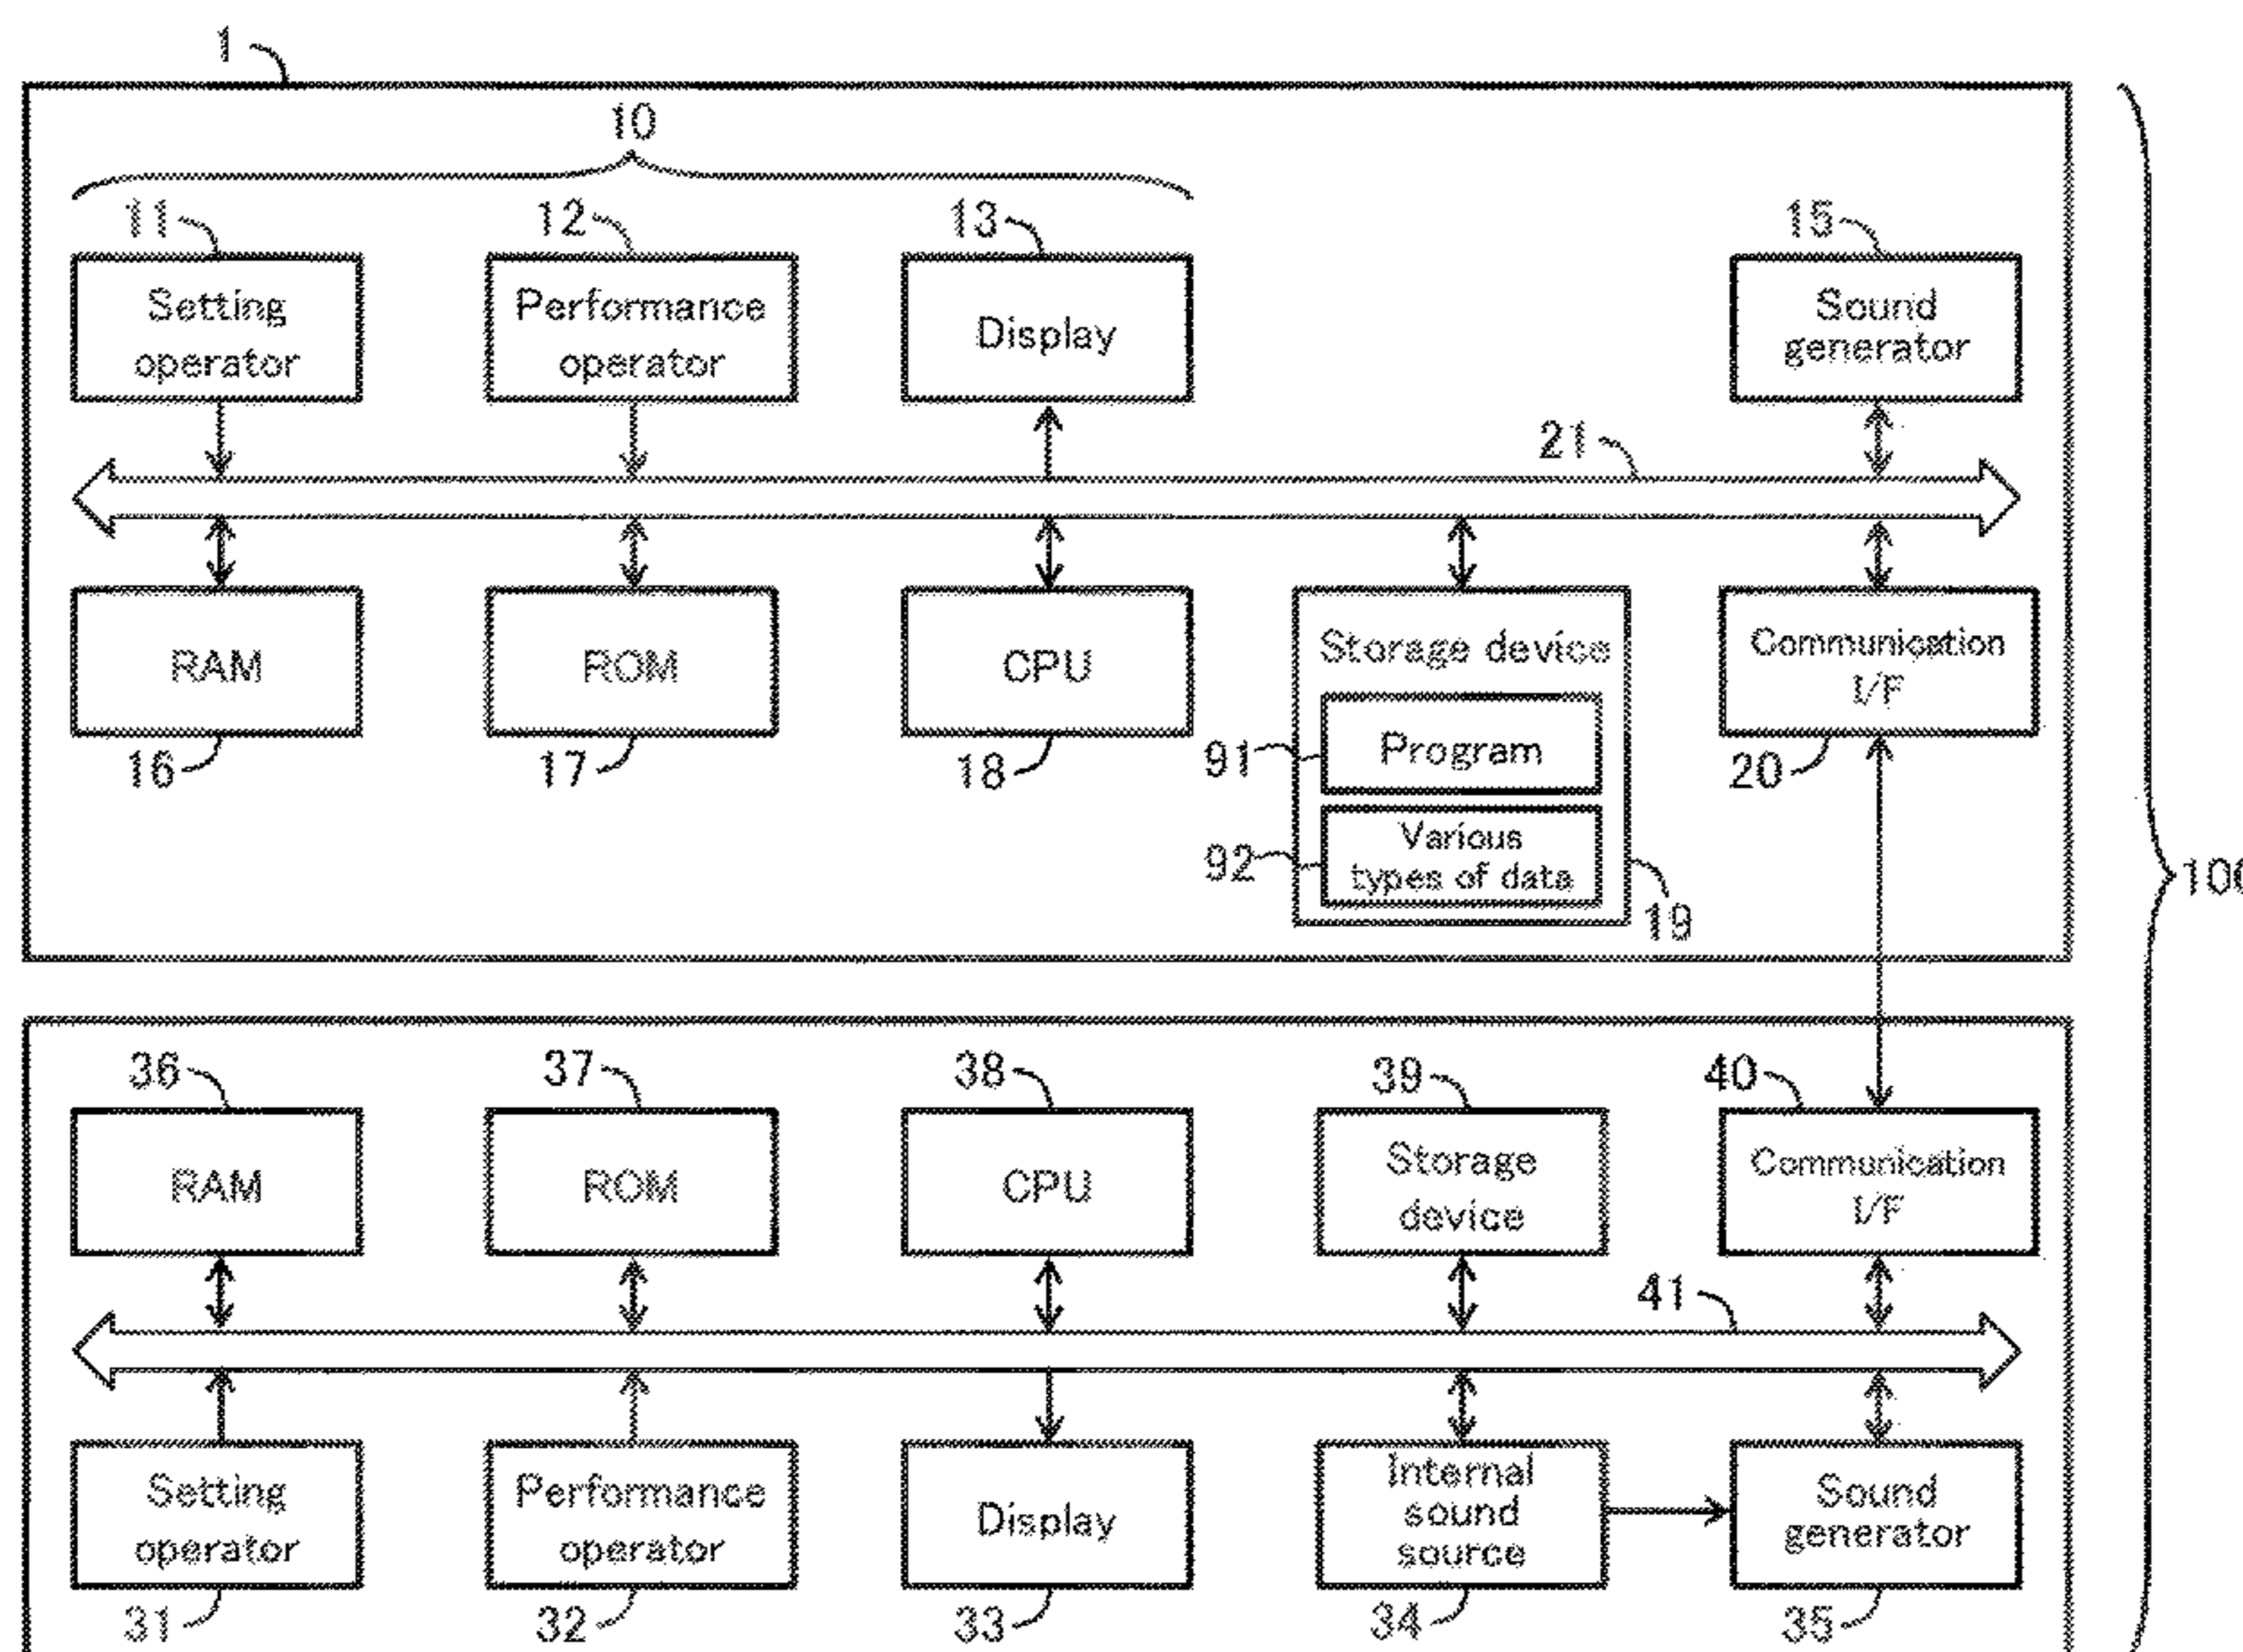 1
10
11
12
13
15
Setting
operator
Performance
operator
Display
Sound
generator
21
RAM
ROM
CPU
Storage device
Communication
I/F
16
17
18
91
Program
20
92
Various
types of data
19
100
36
37
38
39
40
RAM
ROM
CPU
Storage
device
Communication
I/F
41
Setting
operator
Performance
operator
Display
Internal
sound
source
Sound
generator
31
32
33
34
35